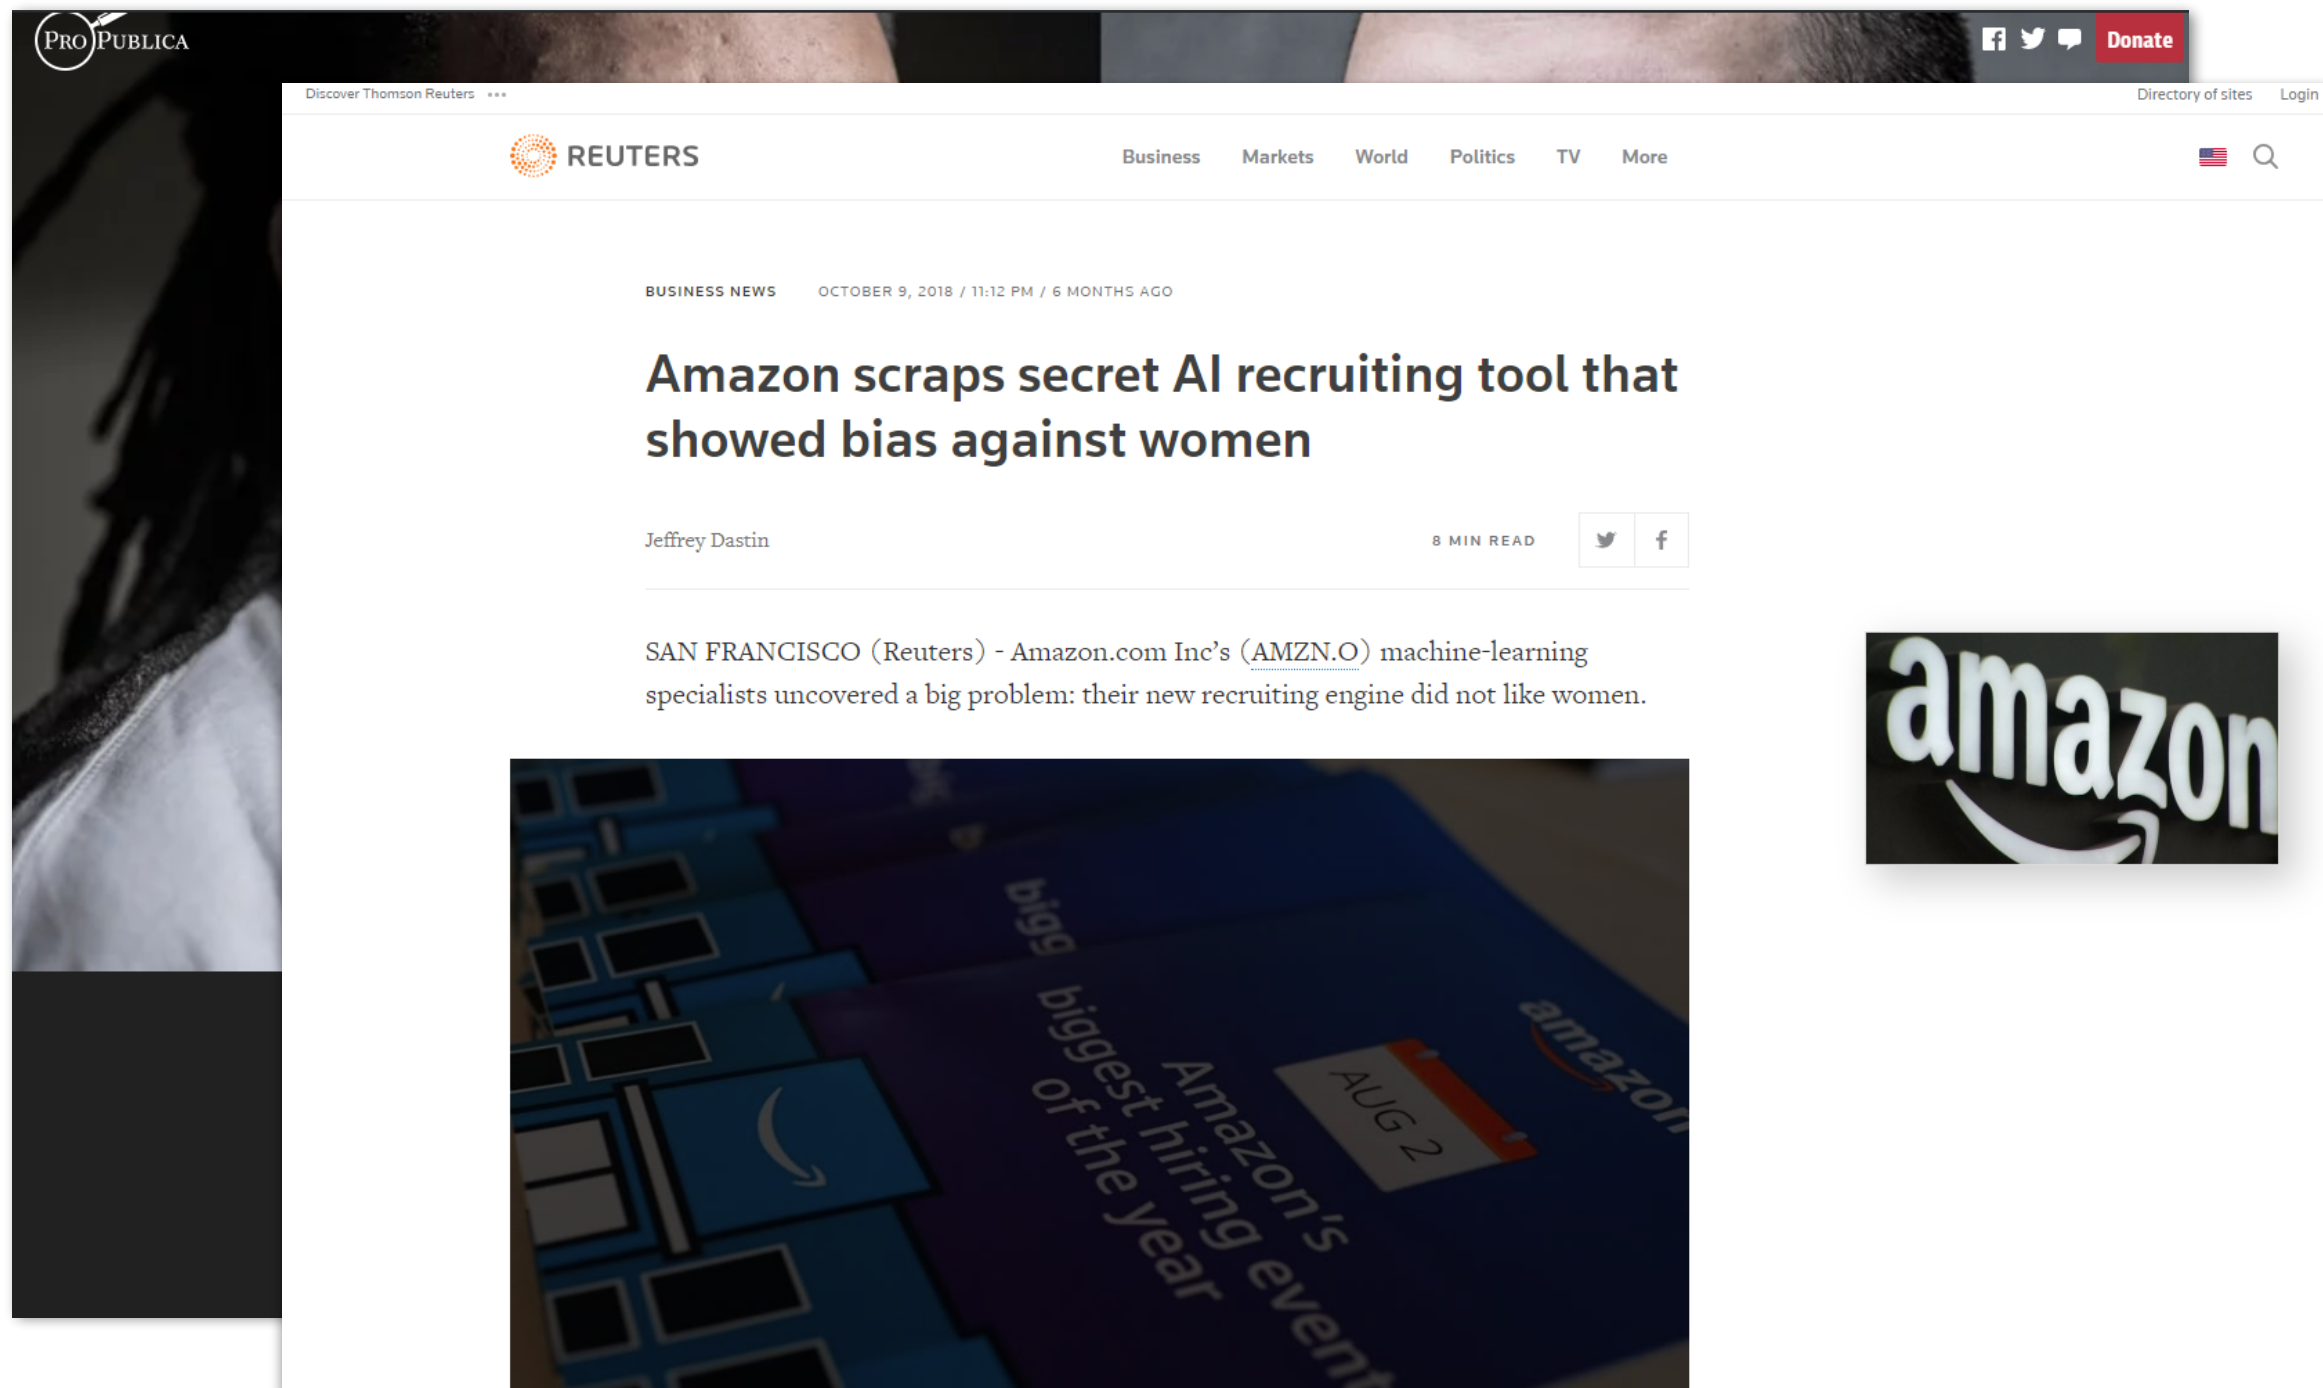 PROPUBLICA
Donate
Discover Thomson Reuters
Directory of sites Login
REUTERS
Business Markets World Politics TV More
BUSINESS NEWS OCTOBER 9, 2018 / 11:12 PM / 6 MONTHS AGO
Amazon scraps secret AI recruiting tool that
showed bias against women
Jeffrey Dastin
8 MIN READ
SAN FRANCISCO (Reuters) - Amazon.com Inc’s (AMZN.O) machine-learning
specialists uncovered a big problem: their new recruiting engine did not like women.
amazon
bigg
amazon
AUG 2
Amazon's
biggest hiring event
of the year